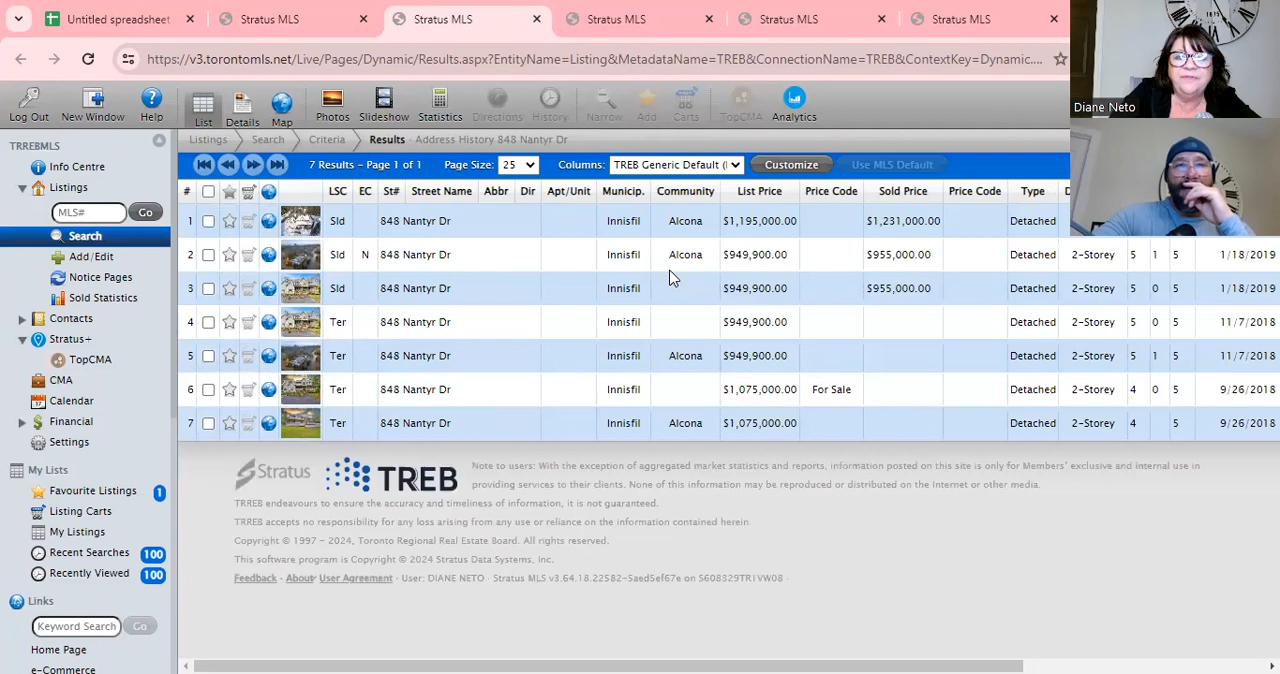 Untitled spreadsheet
Stratus MLS
Stratus MLS
Stratus MLS
Stratus MLS
Stratus MLS
https://v3.torontomls.net/Live/Pages/Dynamic/Results.aspx?EntityName=Listing&MetadataName=TREB&ConnectionName=TREB&ContextKey=Dynamic....
Log Out New Window Help List Details Map Photos Slideshow Statistics Directions History Narrow Add Carts TopCMA Analytics
Diane Neto
TRREBMLS
Info Centre
Listings
MLS# Go
Search
Add/Edit
Notice Pages
Sold Statistics
Contacts
Stratus+
TopCMA
CMA
Calendar
Financial
Settings
My Lists
Favourite Listings 1
Listing Carts
My Listings
Recent Searches 100
Recently Viewed 100
Links
Keyword Search Go
Home Page
e-Commerce
Listings Search Criteria Results - Address History 848 Nantyr Dr
7 Results - Page 1 of 1 Page Size: 25 Columns: TREB Generic Default ( Customize Use MLS Default
# LSC EC St# Street Name Abbr Dir Apt/Unit Municip. Community List Price Price Code Sold Price Price Code Type
1 Sld 848 Nantyr Dr Innisfil Alcona $1,195,000.00 $1,231,000.00 Detached
2 Sld N 848 Nantyr Dr Innisfil Alcona $949,900.00 $955,000.00 Detached 2-Storey 5 1 5 1/18/2019
3 Sld 848 Nantyr Dr Innisfil $949,900.00 $955,000.00 Detached 2-Storey 5 0 5 1/18/2019
4 Ter 848 Nantyr Dr Innisfil $949,900.00 Detached 2-Storey 5 0 5 11/7/2018
5 Ter 848 Nantyr Dr Innisfil Alcona $949,900.00 Detached 2-Storey 5 1 5 11/7/2018
6 Ter 848 Nantyr Dr Innisfil $1,075,000.00 For Sale Detached 2-Storey 4 0 5 9/26/2018
7 Ter 848 Nantyr Dr Innisfil Alcona $1,075,000.00 Detached 2-Storey 4 5 9/26/2018
Stratus TREB
Note to users: With the exception of aggregated market statistics and reports, information posted on this site is only for Members' exclusive and internal use in
providing services to their clients. None of this information may be reproduced or distributed on the Internet or other media.
TRREB endeavours to ensure the accuracy and timeliness of information, it is not guaranteed.
TRREB accepts no responsibility for any loss arising from any use or reliance on the information contained herein.
Copyright © 1997 - 2024, Toronto Regional Real Estate Board. All rights reserved.
This software program is Copyright © 2024 Stratus Data Systems, Inc.
Feedback · About · User Agreement · User: DIANE NETO · Stratus MLS